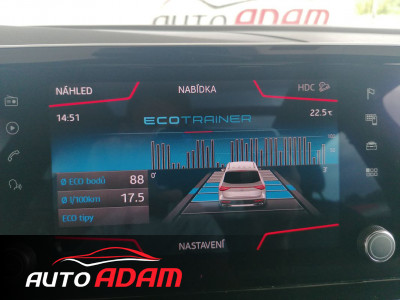 AUTO ADAM
NÁHLED
NABÍDKA
HDC
14:51
ECOTRAINER
22.5°C
0'
Ø ECO bodů 88
Ø l/100km 17.5
ECO tipy
NASTAVENÍ
AUTO ADAM